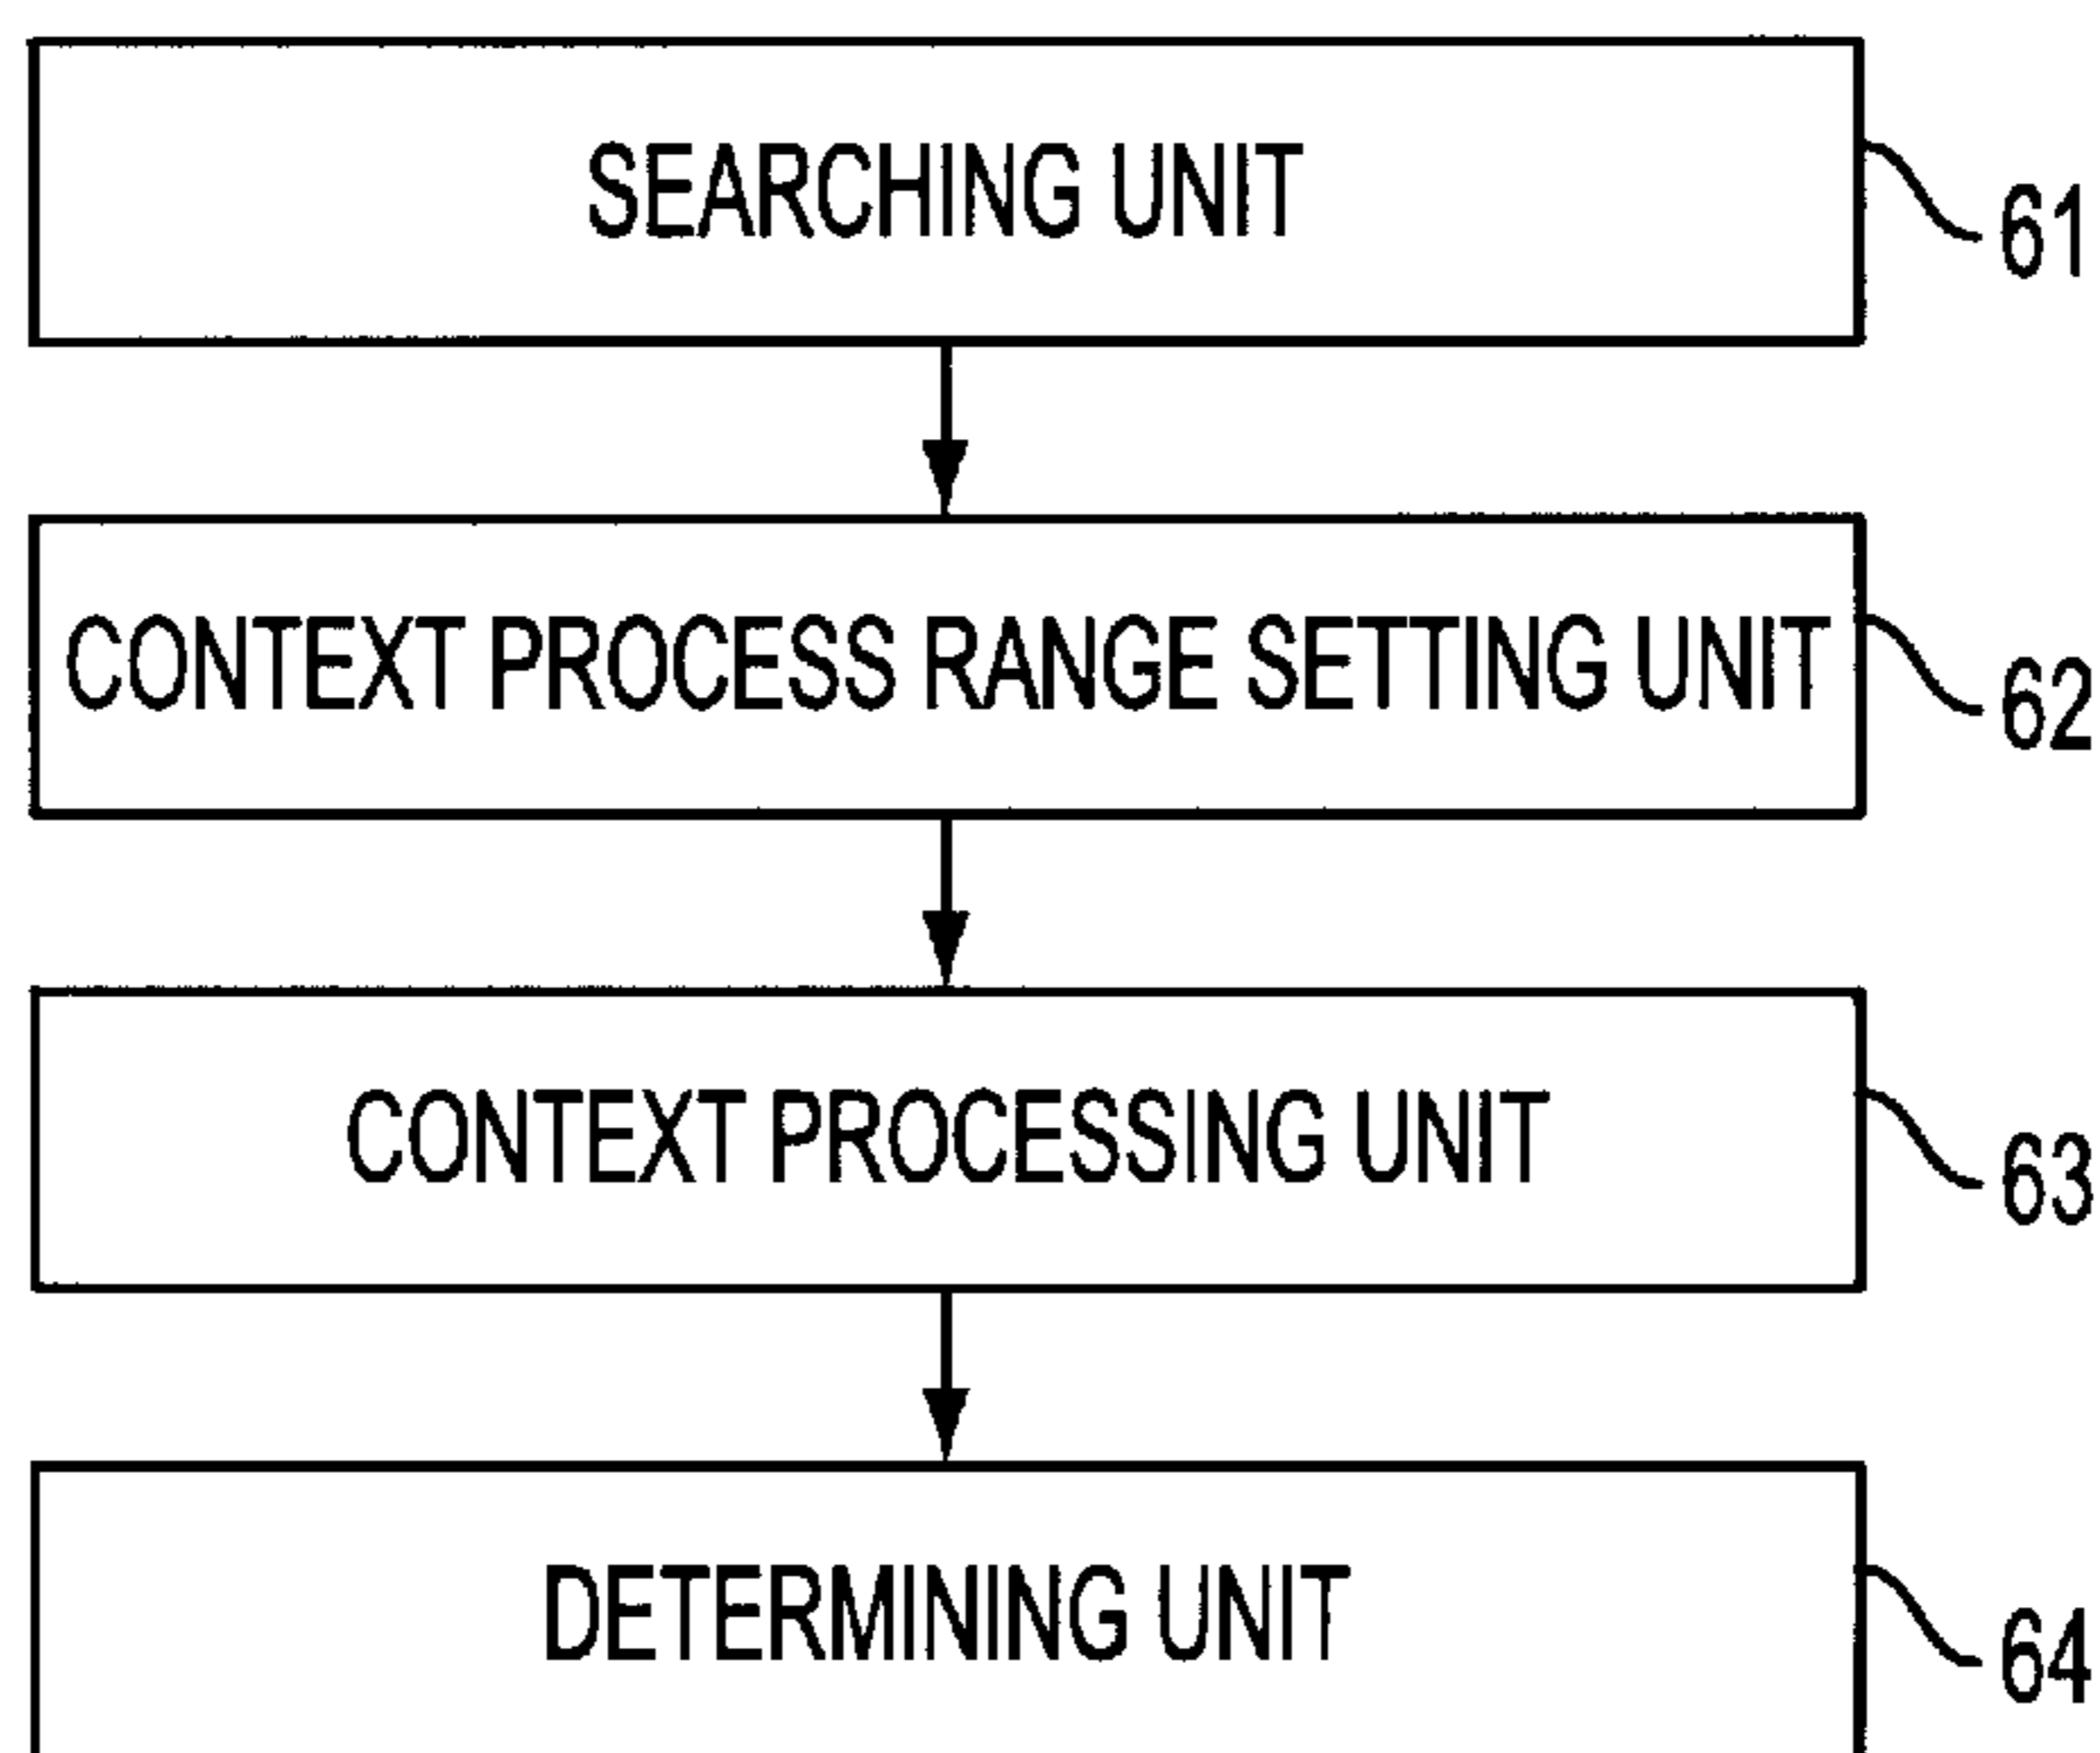 SEARCHING UNIT
61
CONTEXT PROCESS RANGE SETTING UNIT
62
CONTEXT PROCESSING UNIT
63
DETERMINING UNIT
64